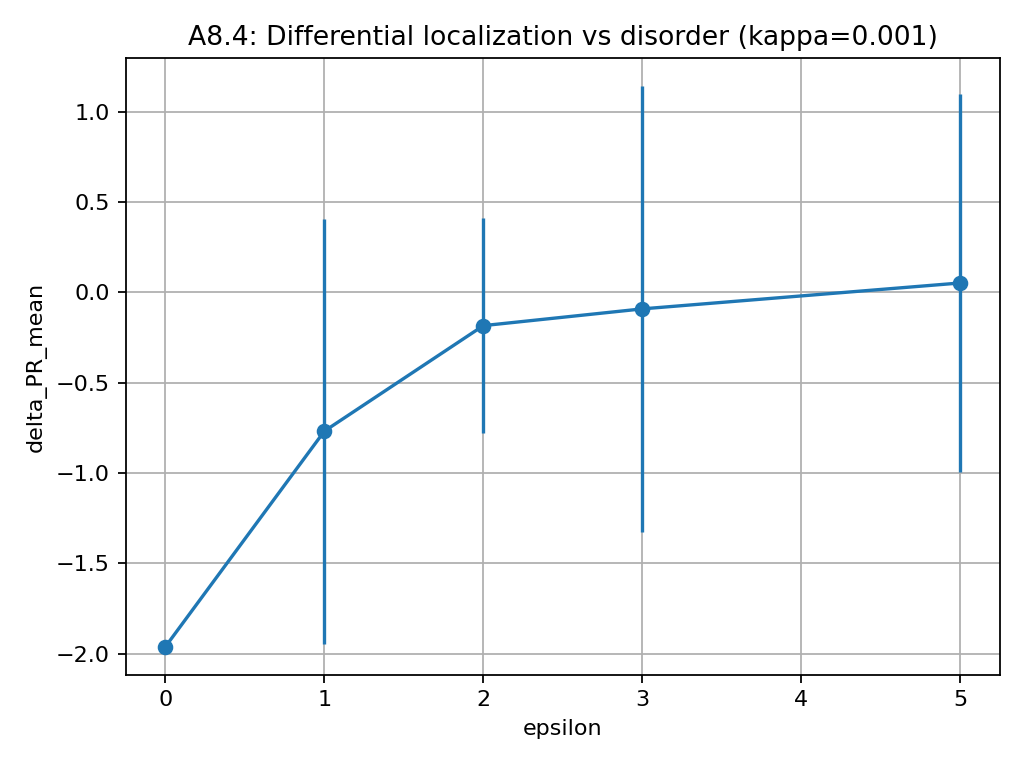 A8.4: Differential localization vs disorder (kappa=0.001)
delta_PR_mean
1.0
0.5
0.0
−0.5
−1.0
−1.5
−2.0
0 1 2 3 4 5
epsilon